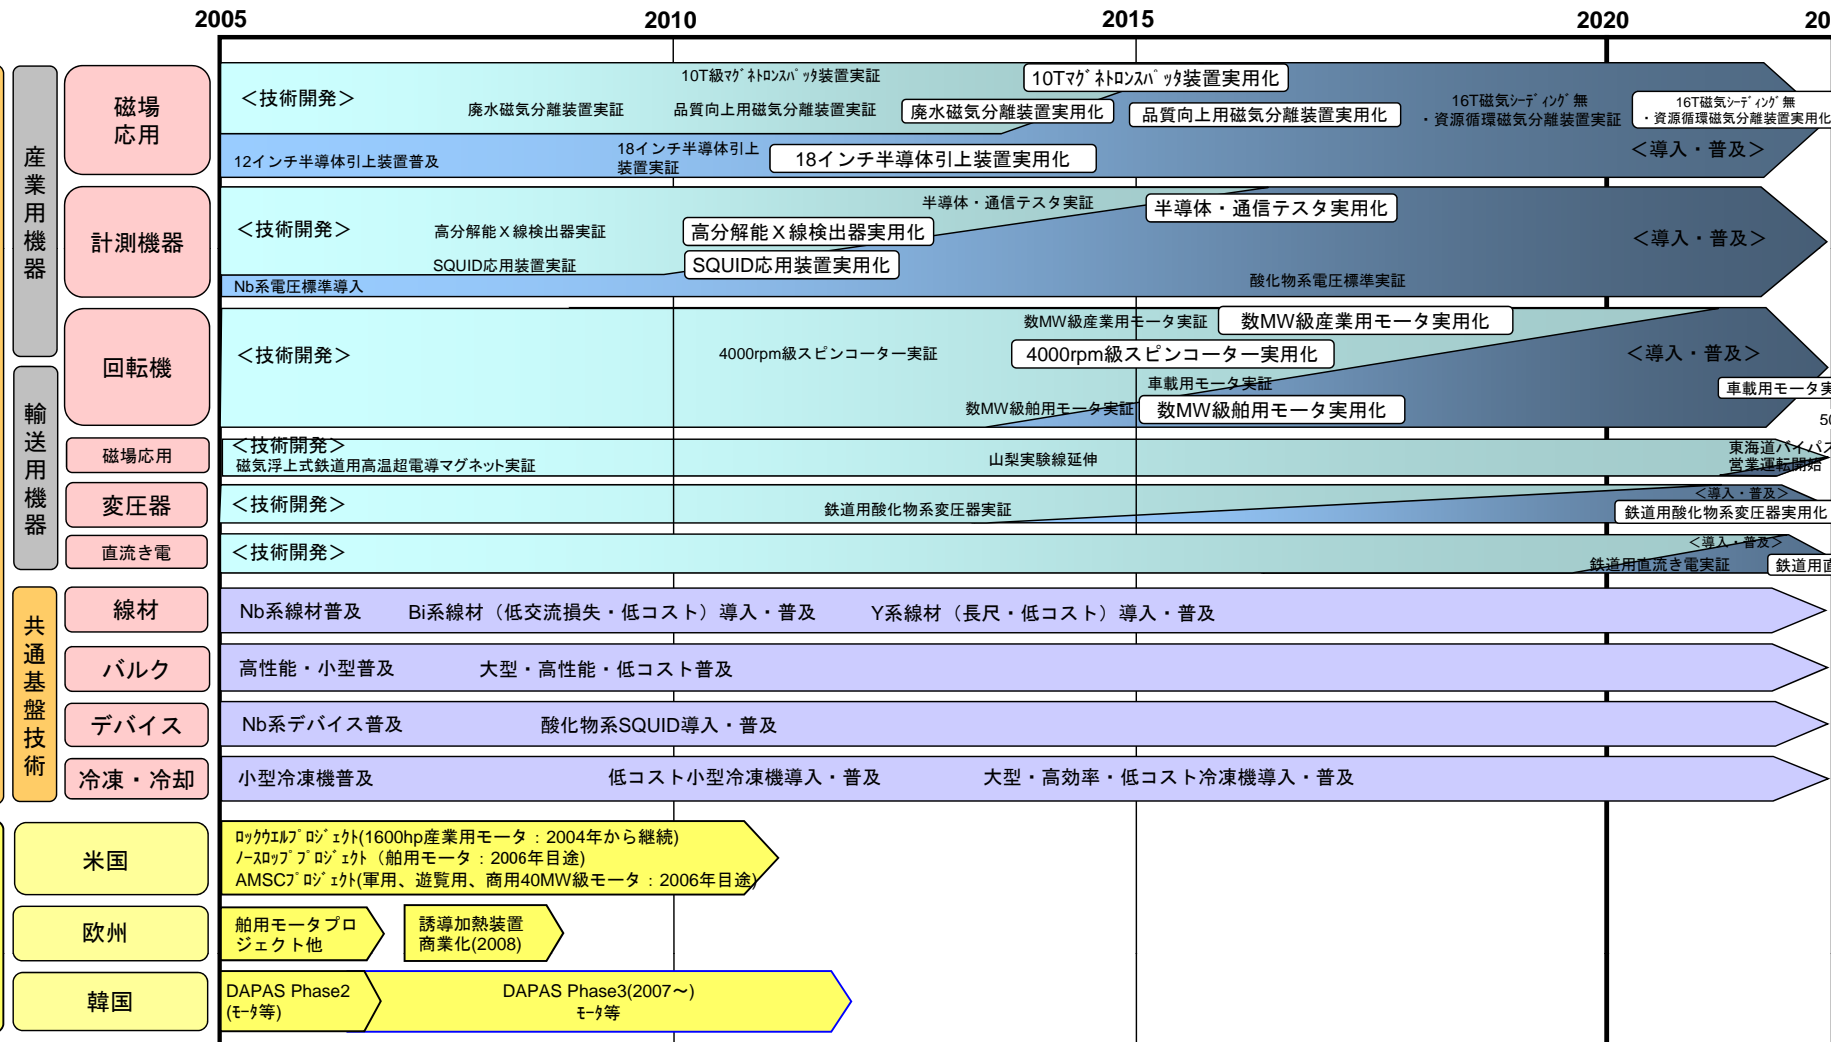 2005
2010
2015
2020
20
産業用機器
磁場
応用
＜技術開発＞
10T級ﾏｸﾞﾈﾄﾛﾝｽﾊﾟｯﾀ装置実証
10Tﾏｸﾞﾈﾄﾛﾝｽﾊﾟｯﾀ装置実用化
廃水磁気分離装置実証
品質向上用磁気分離装置実証
廃水磁気分離装置実用化
品質向上用磁気分離装置実用化
16T磁気シーディング無
・資源循環磁気分離装置実証
16T磁気ｼｰﾃﾞｨﾝｸﾞ無
・資源循環磁気分離装置実用化
12インチ半導体引上装置普及
18インチ半導体引上
装置実証
18インチ半導体引上装置実用化
＜導入・普及＞
計測機器
＜技術開発＞
半導体・通信テスタ実証
半導体・通信テスタ実用化
高分解能Ｘ線検出器実証
高分解能Ｘ線検出器実用化
＜導入・普及＞
SQUID応用装置実証
SQUID応用装置実用化
Nb系電圧標準導入
酸化物系電圧標準実証
回転機
＜技術開発＞
数MW級産業用モータ実証
数MW級産業用モータ実用化
4000rpm級スピンコーター実証
4000rpm級スピンコーター実用化
＜導入・普及＞
車載用モータ実証
車載用モータ実
数MW級舶用モータ実証
数MW級舶用モータ実用化
50
輸送用機器
磁場応用
＜技術開発＞
磁気浮上式鉄道用高温超電導マグネット実証
山梨実験線延伸
東海道バイパス
営業運転開始
変圧器
＜技術開発＞
鉄道用酸化物系変圧器実証
＜導入・普及＞
鉄道用酸化物系変圧器実用化
直流き電
＜技術開発＞
＜導入・普及＞
鉄道用直流き電実証
鉄道用直
共通基盤技術
線材
Nb系線材普及
Bi系線材（低交流損失・低コスト）導入・普及
Y系線材（長尺・低コスト）導入・普及
バルク
高性能・小型普及
大型・高性能・低コスト普及
デバイス
Nb系デバイス普及
酸化物系SQUID導入・普及
冷凍・冷却
小型冷凍機普及
低コスト小型冷凍機導入・普及
大型・高効率・低コスト冷凍機導入・普及
米国
ﾛｯｸｳｴﾙﾌﾟﾛｼﾞｪｸﾄ(1600hp産業用モータ：2004年から継続)
ﾉｰｽﾛｯﾌﾟﾌﾟﾛｼﾞｪｸﾄ（舶用モータ：2006年目途)
AMSCﾌﾟﾛｼﾞｪｸﾄ(軍用、遊覧用、商用40MW級モータ：2006年目途)
欧州
舶用モータプロ
ジェクト他
誘導加熱装置
商業化(2008)
韓国
DAPAS Phase2
(ﾓｰﾀ等)
DAPAS Phase3(2007～)
ﾓｰﾀ等